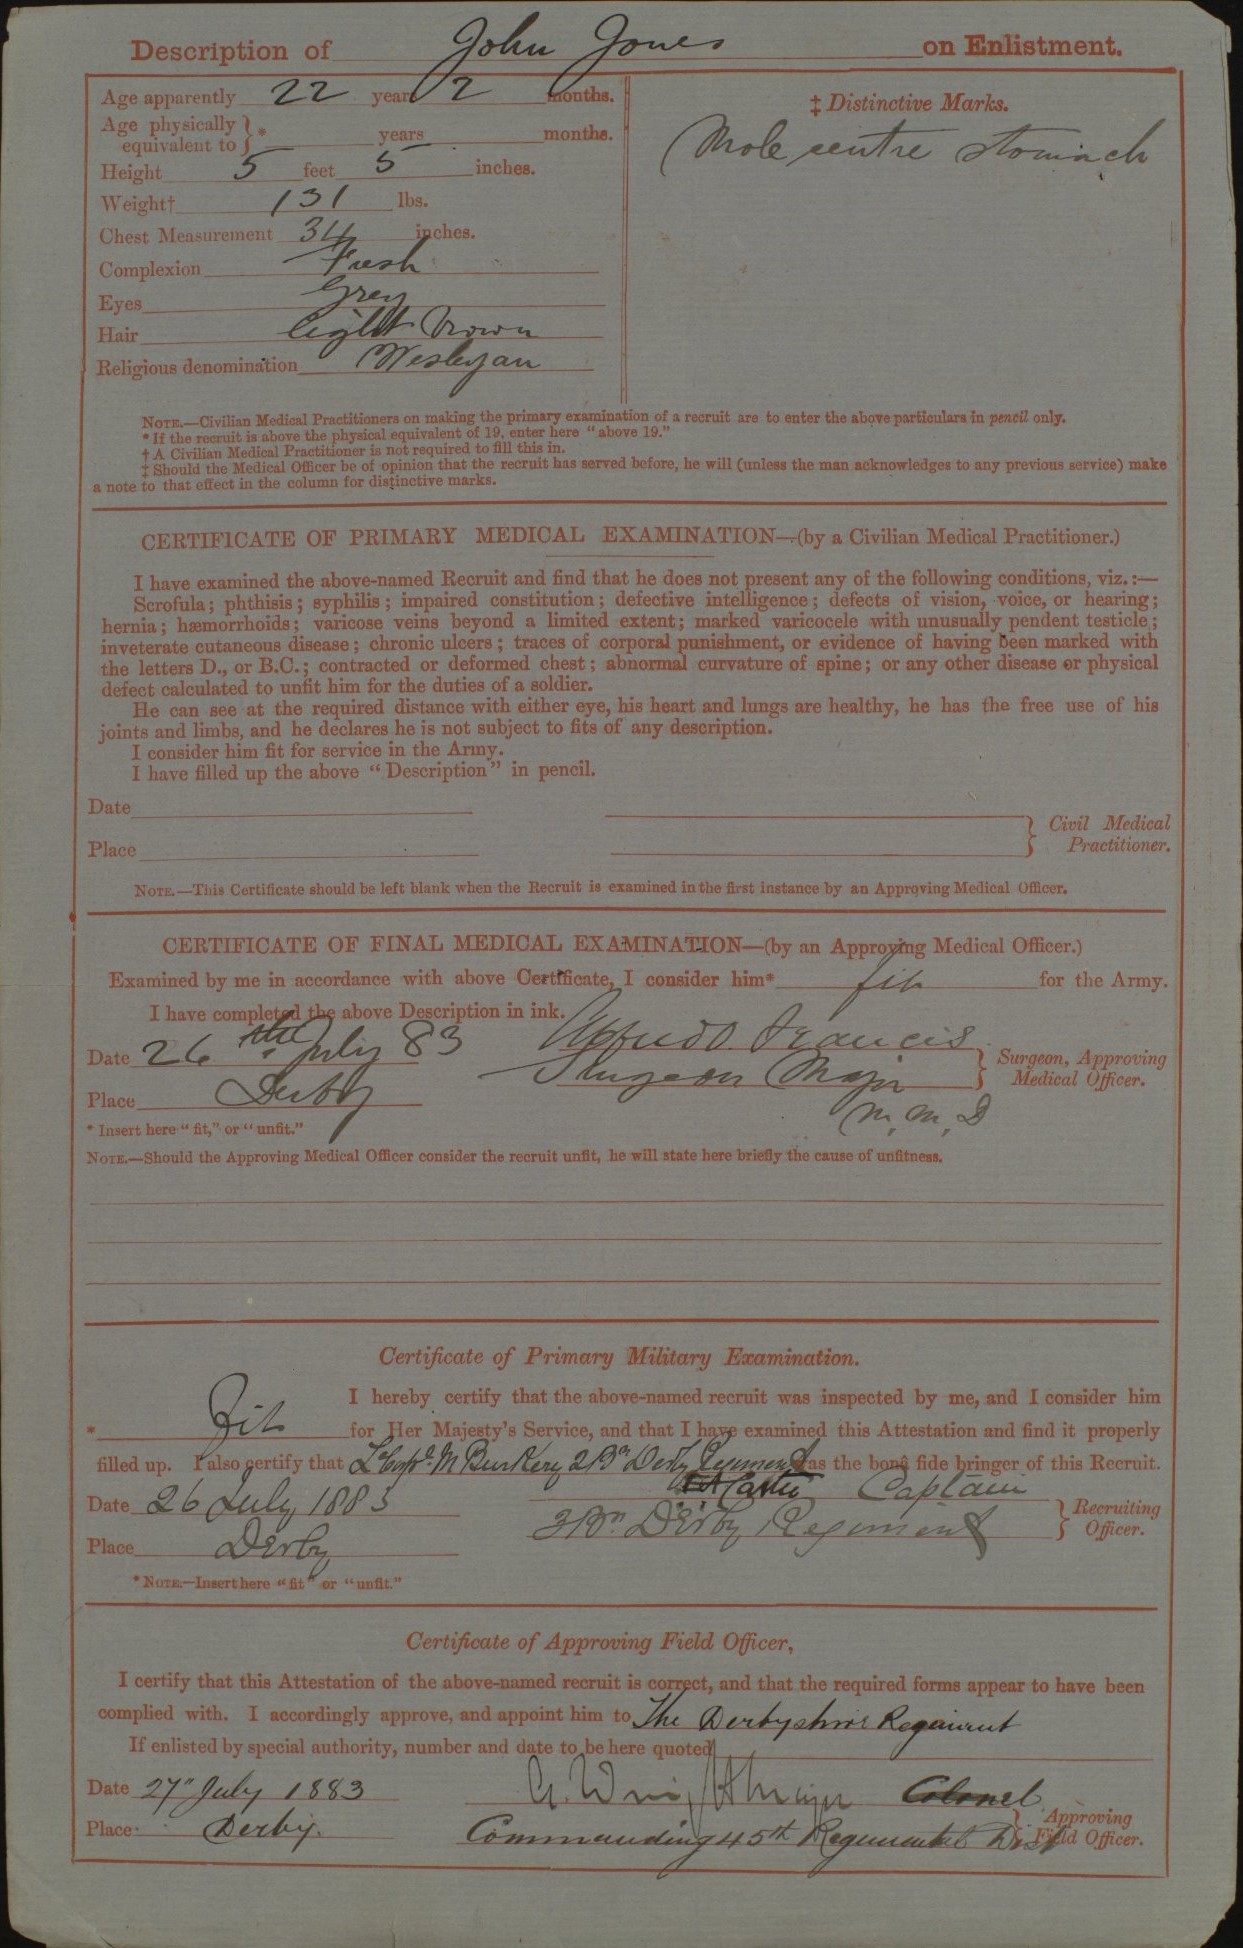 Description of John Jones on Enlistment.
Age apparently 22 years 2 months.
Age physically equivalent to } * years months.
Height 5 feet 5 inches.
Weight† 131 lbs.
Chest Measurement 34 inches.
Complexion Fresh
Eyes Grey
Hair light brown
Religious denomination Wesleyan
‡ Distinctive Marks.
Mole centre stomach
NOTE.—Civilian Medical Practitioners on making the primary examination of a recruit are to enter the above particulars in pencil only.
* If the recruit is above the physical equivalent of 19, enter here "above 19."
† A Civilian Medical Practitioner is not required to fill this in.
‡ Should the Medical Officer be of opinion that the recruit has served before, he will (unless the man acknowledges to any previous service) make
a note to that effect in the column for distinctive marks.
CERTIFICATE OF PRIMARY MEDICAL EXAMINATION—(by a Civilian Medical Practitioner.)
I have examined the above-named Recruit and find that he does not present any of the following conditions, viz.:—
Scrofula; phthisis; syphilis; impaired constitution; defective intelligence; defects of vision, voice, or hearing;
hernia; hæmorrhoids; varicose veins beyond a limited extent; marked varicocele with unusually pendent testicle;
inveterate cutaneous disease; chronic ulcers; traces of corporal punishment, or evidence of having been marked with
the letters D., or B.C.; contracted or deformed chest; abnormal curvature of spine; or any other disease or physical
defect calculated to unfit him for the duties of a soldier.
He can see at the required distance with either eye, his heart and lungs are healthy, he has the free use of his
joints and limbs, and he declares he is not subject to fits of any description.
I consider him fit for service in the Army.
I have filled up the above "Description" in pencil.
Date
Place
} Civil Medical
Practitioner.
NOTE.—This Certificate should be left blank when the Recruit is examined in the first instance by an Approving Medical Officer.
CERTIFICATE OF FINAL MEDICAL EXAMINATION—(by an Approving Medical Officer.)
Examined by me in accordance with above Certificate, I consider him* fit for the Army.
I have completed the above Description in ink.
Date 26th July 83 Francis
Surgeon Major } Surgeon, Approving
Medical Officer.
Place Derby M.M.D
* Insert here "fit," or "unfit."
NOTE.—Should the Approving Medical Officer consider the recruit unfit, he will state here briefly the cause of unfitness.
Certificate of Primary Military Examination.
I hereby certify that the above-named recruit was inspected by me, and I consider him
* Fit for Her Majesty's Service, and that I have examined this Attestation and find it properly
filled up. I also certify that 2 Bn Derby Regiment was the bonâ fide bringer of this Recruit.
Date 26 July 1883 Captain
3 Bn Derby Regiment } Recruiting
Officer.
Place Derby
* NOTE.—Insert here "fit" or "unfit."
Certificate of Approving Field Officer,
I certify that this Attestation of the above-named recruit is correct, and that the required forms appear to have been
complied with. I accordingly approve, and appoint him to The Derbyshire Regiment
If enlisted by special authority, number and date to be here quoted
Date 27" July 1883 Major Colonel
Place Derby. Commanding 45th Regimental Dist } Approving
Field Officer.